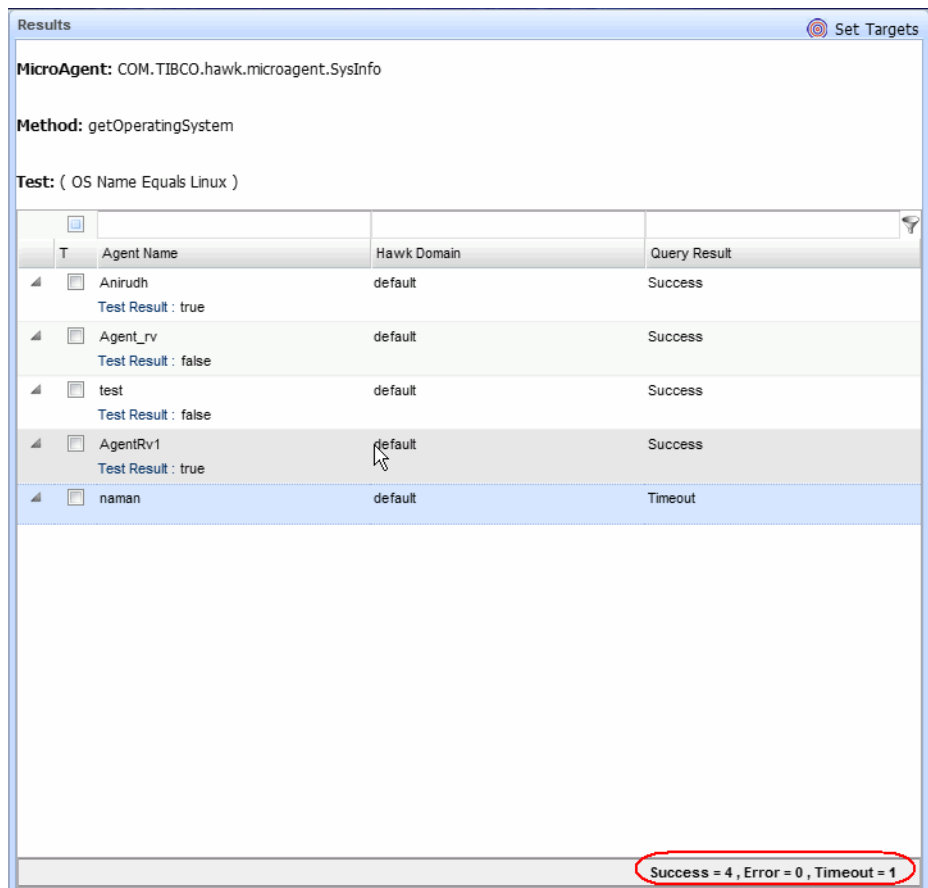 Results
Set Targets
MicroAgent: COM.TIBCO.hawk.microagent.SysInfo
Method: getOperatingSystem
Test: ( OS Name Equals Linux )
T Agent Name Hawk Domain Query Result
Anirudh default Success
Test Result : true
Agent_rv default Success
Test Result : false
test default Success
Test Result : false
AgentRv1 default Success
Test Result : true
naman default Timeout
Success = 4 , Error = 0 , Timeout = 1